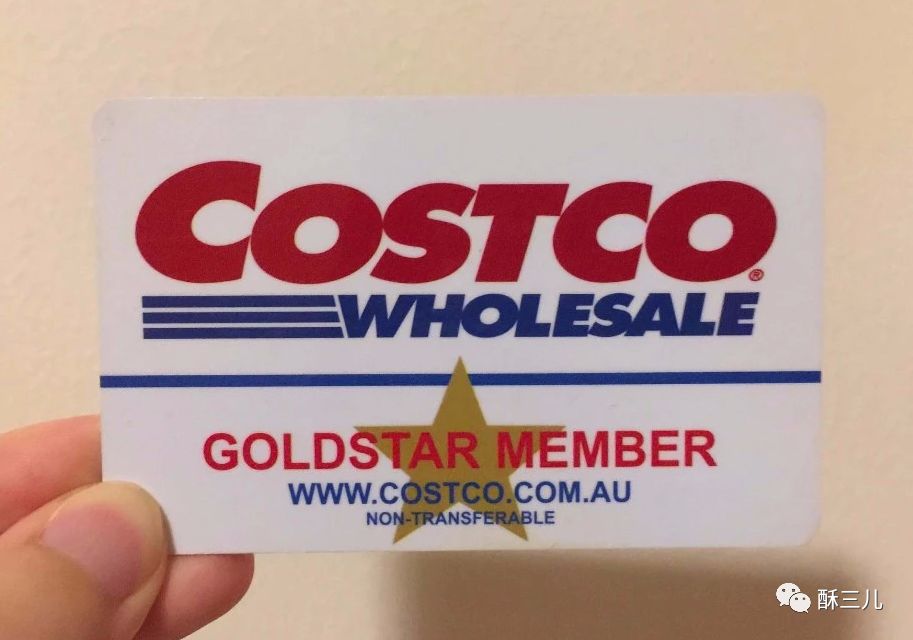 COSTCO®
WHOLESALE
GOLDSTAR MEMBER
WWW.COSTCO.COM.AU
NON-TRANSFERABLE
酥三儿